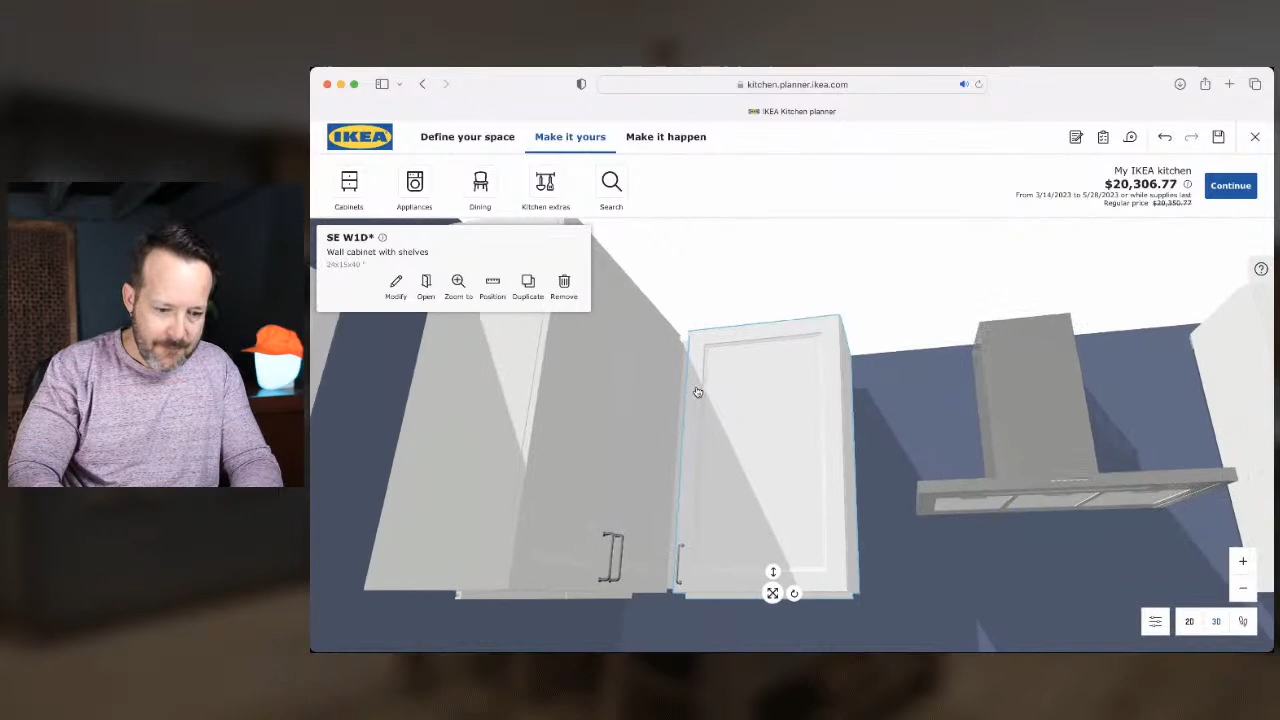 kitchen.planner.ikea.com
IKEA Kitchen planner
IKEA
Define your space
Make it yours
Make it happen
Cabinets
Appliances
Dining
Kitchen extras
Search
My IKEA kitchen
$20,306.77
From 3/14/2023 to 5/28/2023 or while supplies last
Regular price $20,350.77
Continue
SE W1D*
Wall cabinet with shelves
24x15x40 "
Modify
Open
Zoom to
Position
Duplicate
Remove
2D
3D